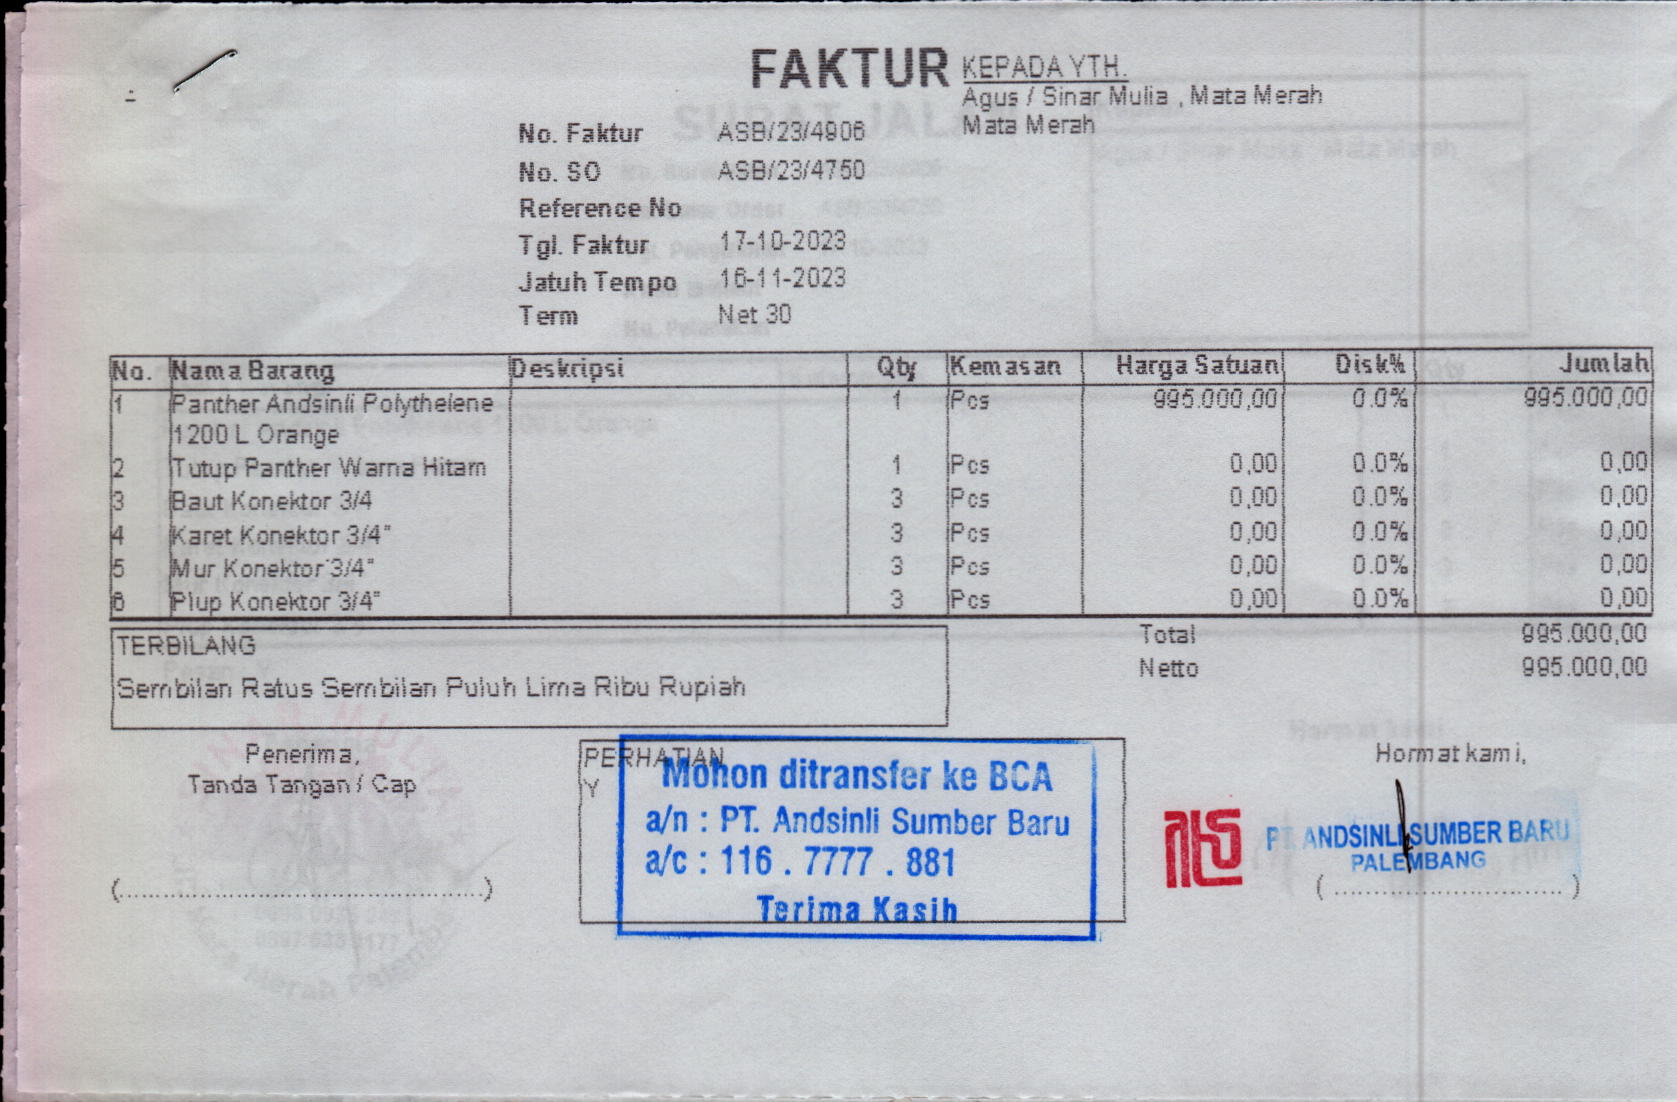 FAKTUR
KEPADA YTH.
Agus / Sinar Mulia , Mata Merah
Mata Merah
No. Faktur ASB/23/4906
No. SO ASB/23/4750
Reference No
Tgl. Faktur 17-10-2023
Jatuh Tempo 16-11-2023
Term Net 30
No. Nama Barang Deskripsi Qty Kemasan Harga Satuan Disk% Jumlah
1 Panther Andsinli Polythelene 1 Pcs 995.000,00 0.0% 995.000,00
1200 L Orange
2 Tutup Panther Warna Hitam 1 Pcs 0,00 0.0% 0,00
3 Baut Konektor 3/4 3 Pcs 0,00 0.0% 0,00
4 Karet Konektor 3/4" 3 Pcs 0,00 0.0% 0,00
5 Mur Konektor 3/4" 3 Pcs 0,00 0.0% 0,00
6 Plup Konektor 3/4" 3 Pcs 0,00 0.0% 0,00
Total 995.000,00
Netto 995.000,00
TERBILANG
Sembilan Ratus Sembilan Puluh Lima Ribu Rupiah
Penerima,
Tanda Tangan / Cap
(..........................................)
PERHATIAN
Y
Mohon ditransfer ke BCA
a/n : PT. Andsinli Sumber Baru
a/c : 116 . 7777 . 881
Terima Kasih
Hormat kami,
PT ANDSINLI SUMBER BARU
PALEMBANG
( ............................ )